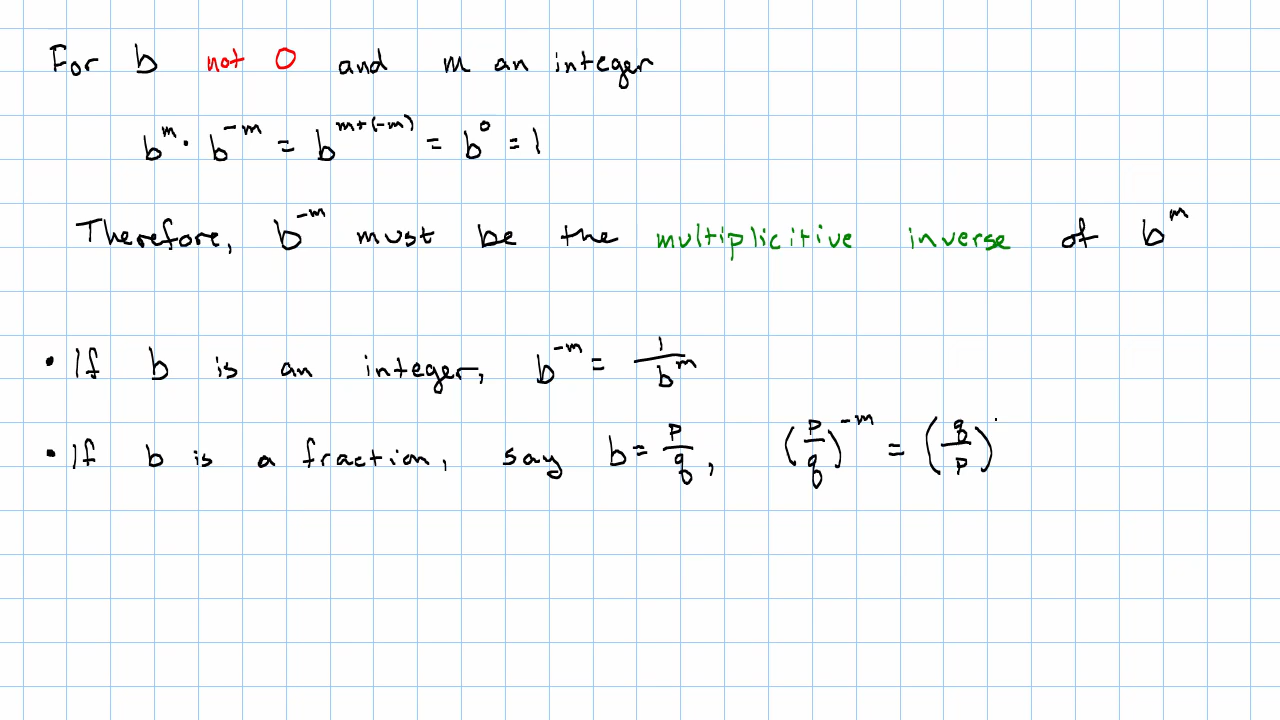 For b not 0 and m an integer
b^m · b^{-m} = b^{m+(-m)} = b^0 = 1
Therefore, b^{-m} must be the multiplicitive inverse of b^m
• If b is an integer, b^{-m} = 1/b^m
• If b is a fraction, say b = p/q, (p/q)^{-m} = (q/p)